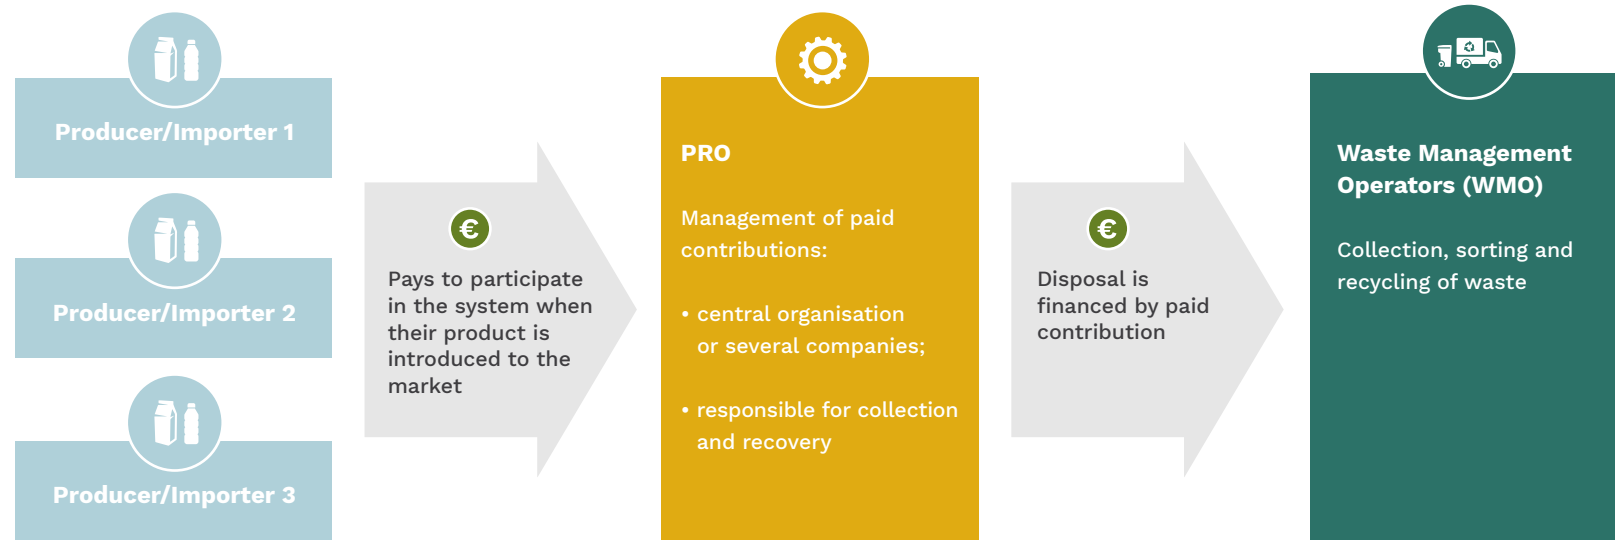 Producer/Importer 1
Producer/Importer 2
Producer/Importer 3
€
Pays to participate
in the system when
their product is
introduced to the
market
PRO
Management of paid
contributions:
• central organisation
or several companies;
• responsible for collection
and recovery
€
Disposal is
financed by paid
contribution
Waste Management
Operators (WMO)
Collection, sorting and
recycling of waste